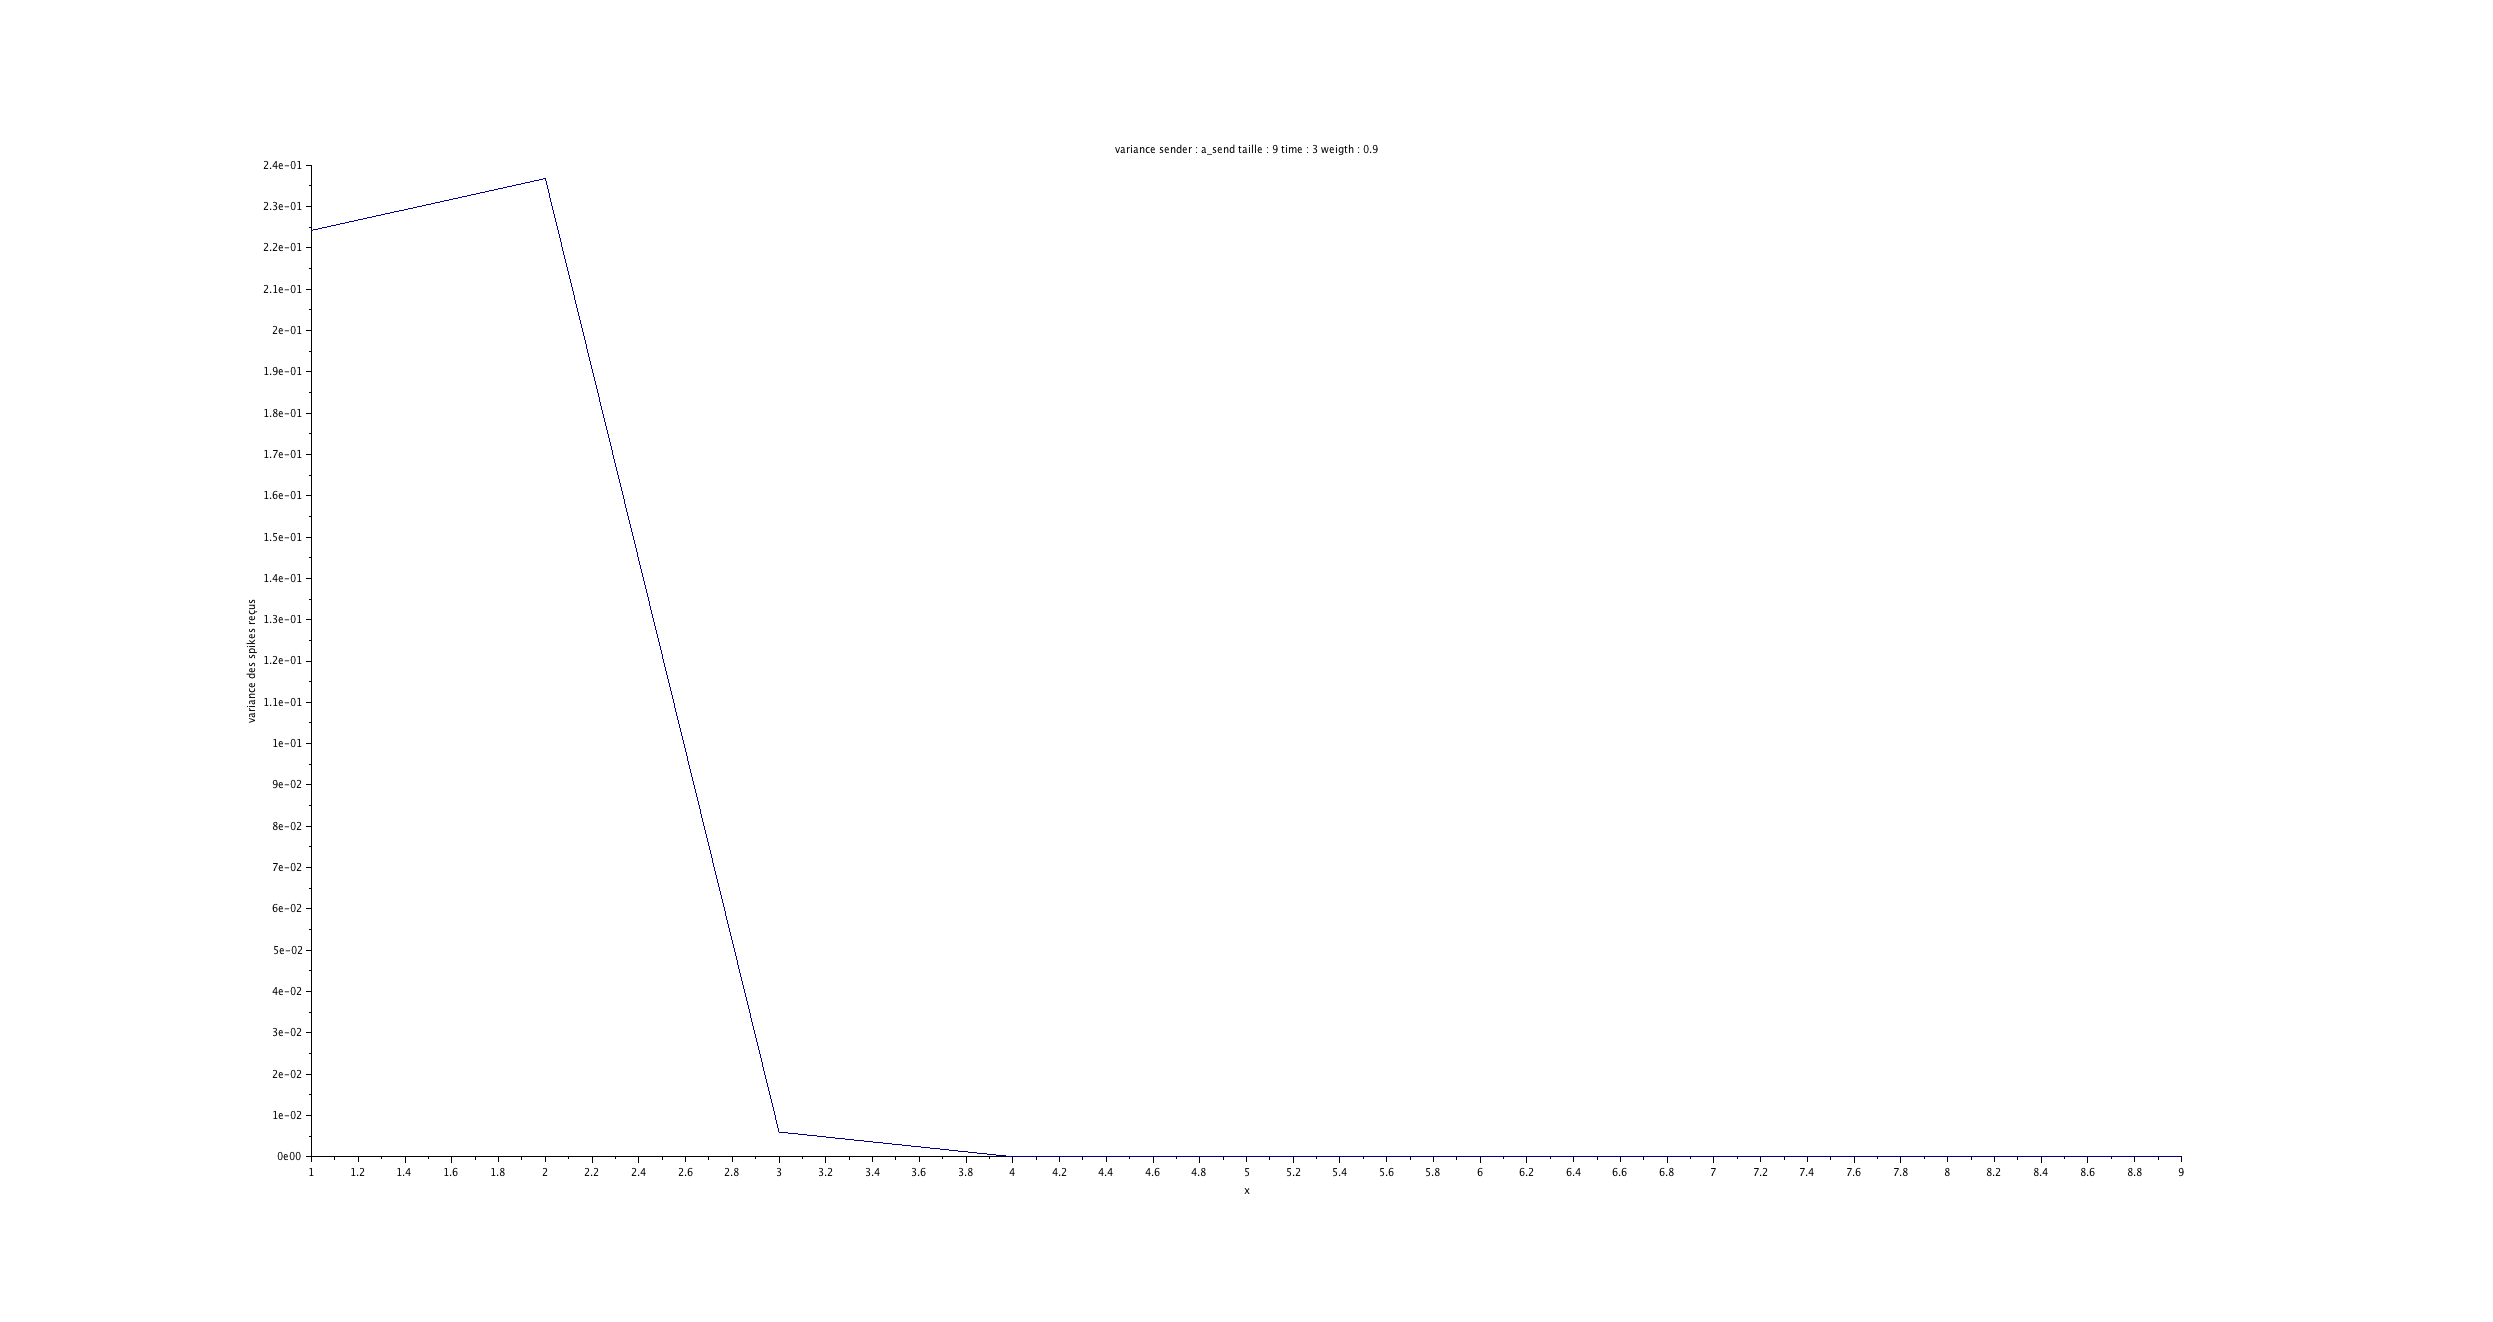 variance sender : a_send taille : 9 time : 3 weigth : 0.9
2.4e-01
2.3e-01
2.2e-01
2.1e-01
2e-01
1.9e-01
1.8e-01
1.7e-01
1.6e-01
1.5e-01
1.4e-01
1.3e-01
1.2e-01
1.1e-01
1e-01
9e-02
8e-02
7e-02
6e-02
5e-02
4e-02
3e-02
2e-02
1e-02
0e00
variance des spikes reçus
1 1.2 1.4 1.6 1.8 2 2.2 2.4 2.6 2.8 3 3.2 3.4 3.6 3.8 4 4.2 4.4 4.6 4.8 5 5.2 5.4 5.6 5.8 6 6.2 6.4 6.6 6.8 7 7.2 7.4 7.6 7.8 8 8.2 8.4 8.6 8.8 9
x